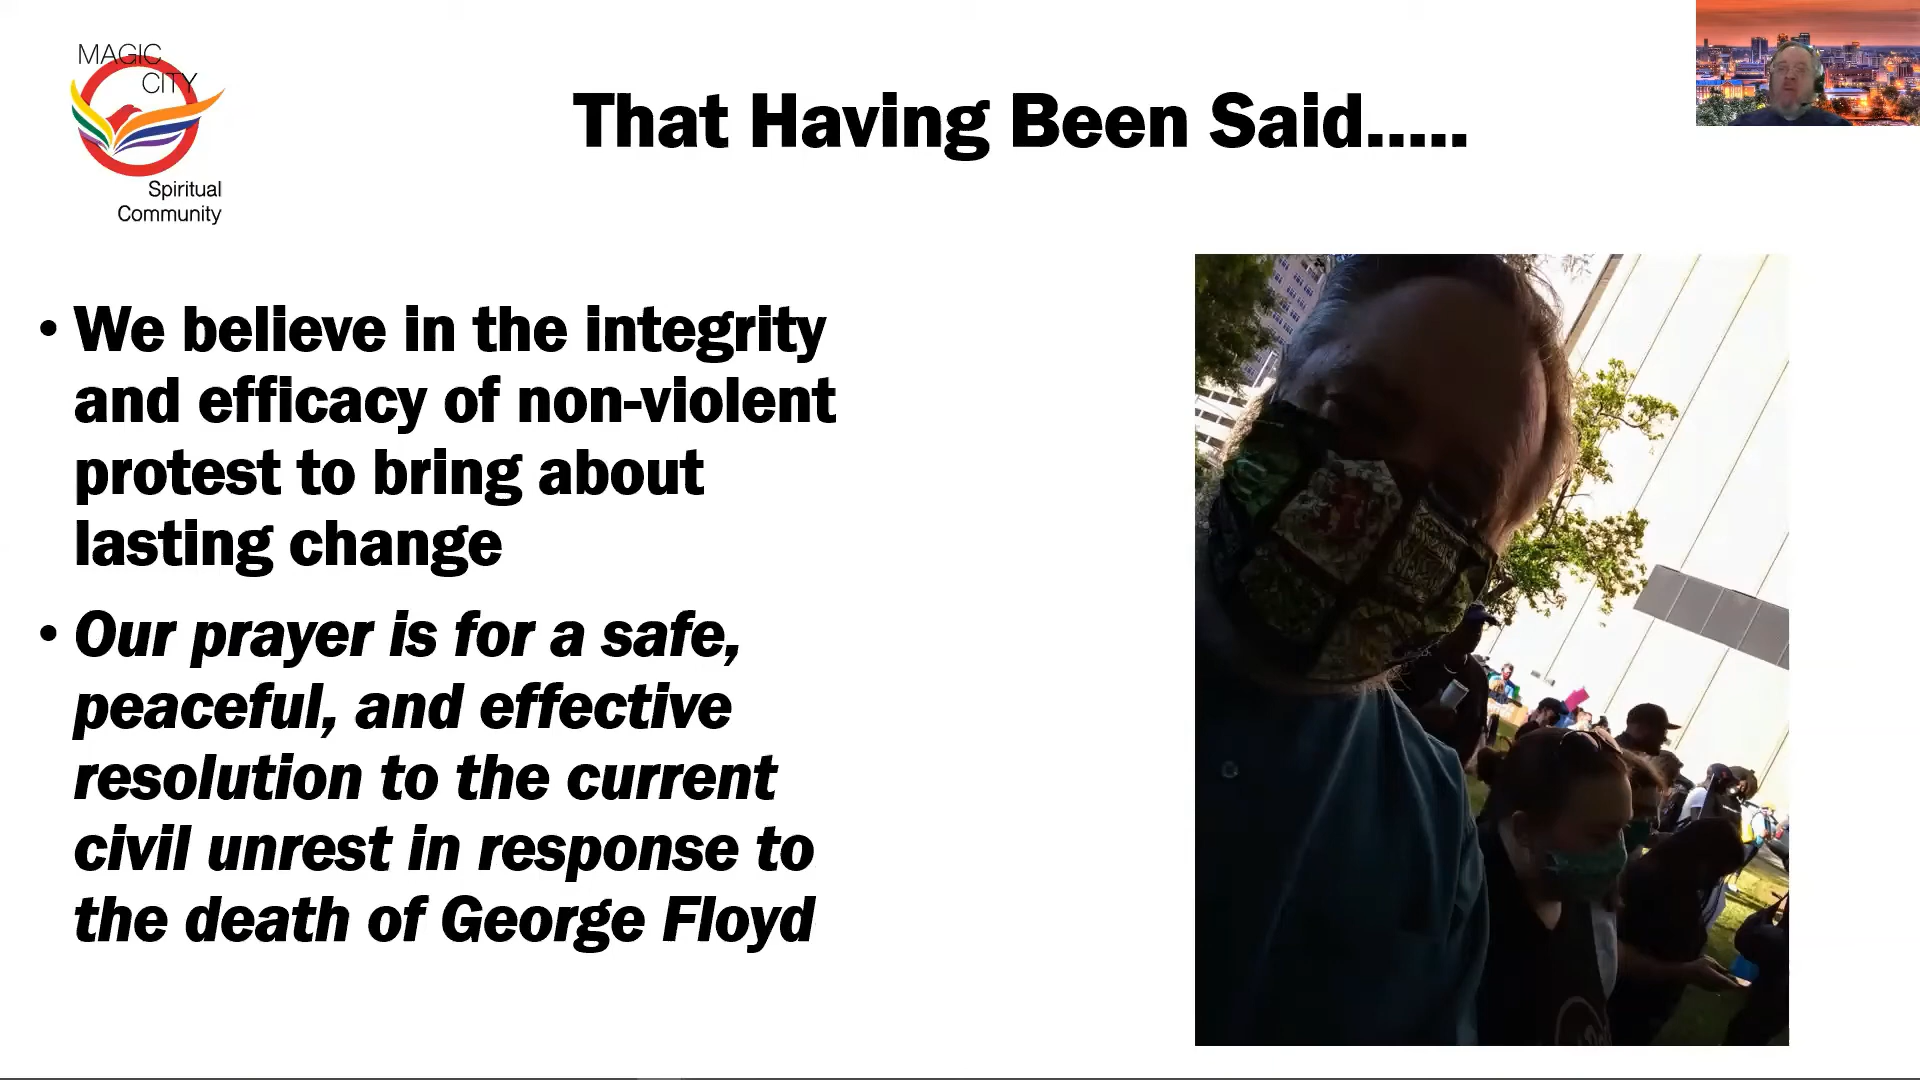 MAGIC
CITY
Spiritual
Community
That Having Been Said.....
• We believe in the integrity
and efficacy of non-violent
protest to bring about
lasting change
• Our prayer is for a safe,
peaceful, and effective
resolution to the current
civil unrest in response to
the death of George Floyd